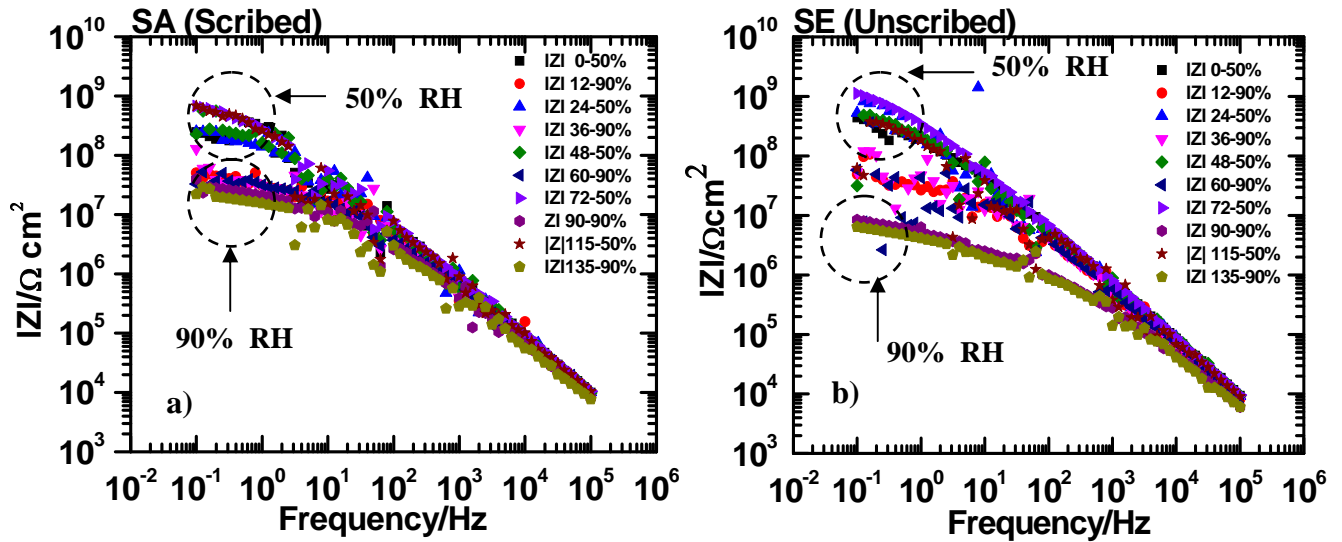 SA (Scribed)
10^10
10^9
10^8
10^7
10^6
10^5
10^4
10^3
10^2
IZI/Ω cm^2
10^-2 10^-1 10^0 10^1 10^2 10^3 10^4 10^5 10^6
Frequency/Hz
50% RH
90% RH
a)
IZI 0-50%
IZI 12-90%
IZI 24-50%
IZI 36-90%
IZI 48-50%
IZI 60-90%
IZI 72-50%
ZI 90-90%
|Z|115-50%
IZI135-90%
SE (Unscribed)
10^10
10^9
10^8
10^7
10^6
10^5
10^4
10^3
10^2
IZI/Ωcm^2
10^-2 10^-1 10^0 10^1 10^2 10^3 10^4 10^5 10^6
Frequency/Hz
50% RH
90% RH
b)
IZI 0-50%
IZI 12-90%
IZI 24-50%
IZI 36-90%
IZI 48-50%
IZI 60-90%
IZI 72-50%
IZI 90-90%
|Z| 115-50%
IZI 135-90%